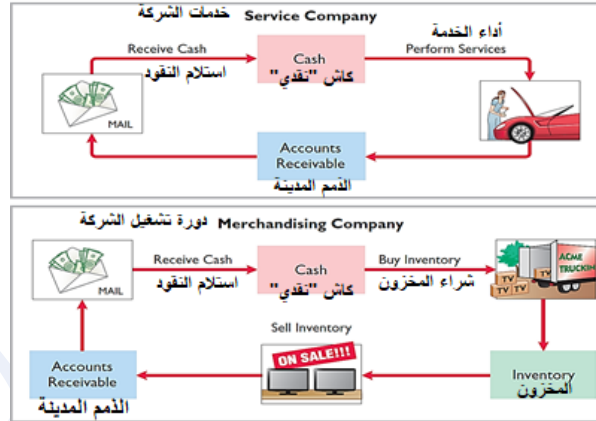 خدمات الشركة Service Company
Receive Cash
استلام النقود
Cash
كاش "نقدي"
أداء الخدمة
Perform Services
MAIL
Accounts
Receivable
الذمم المدينة
دورة تشغيل الشركة Merchandising Company
Receive Cash
استلام النقود
Cash
كاش "نقدي"
Buy Inventory
شراء المخزون
ACME
TRUCKING
TV
TV TV
MAIL
Sell Inventory
ON SALE!!!
Accounts
Receivable
الذمم المدينة
Inventory
المخزون